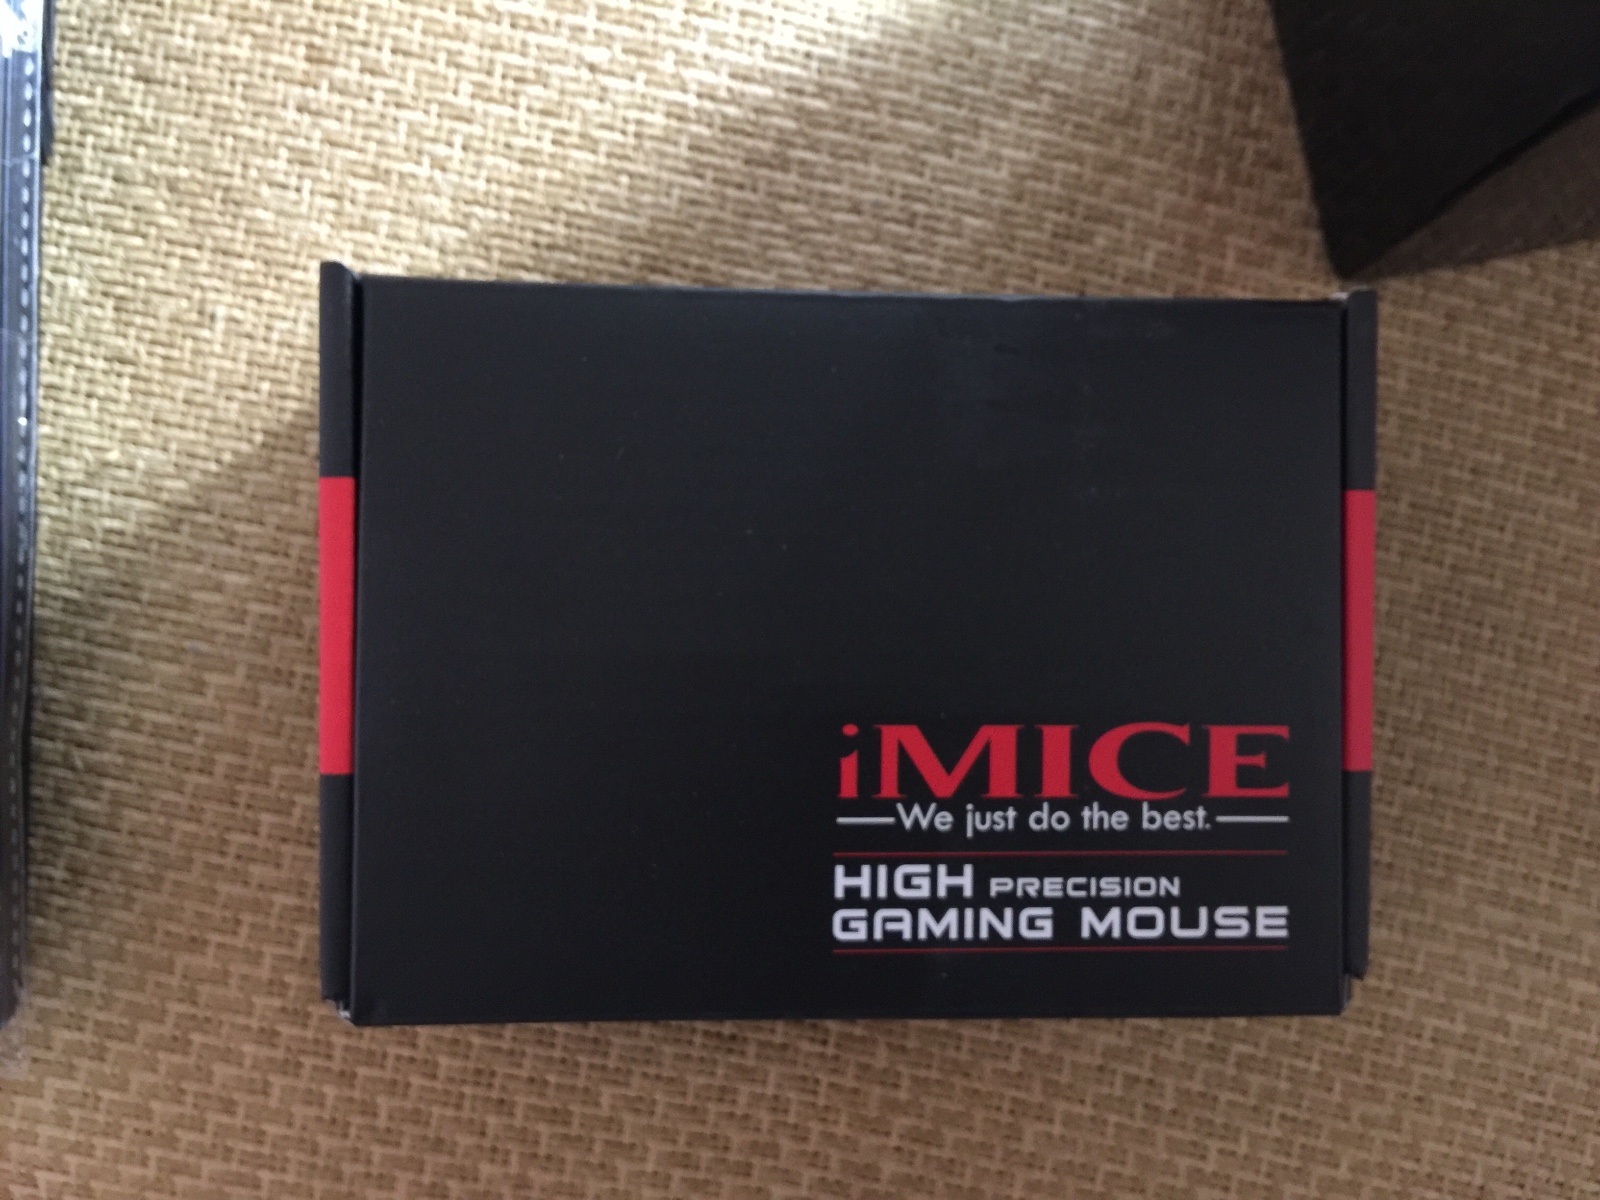 iMICE
We just do the best.
HIGH PRECISION
GAMING MOUSE